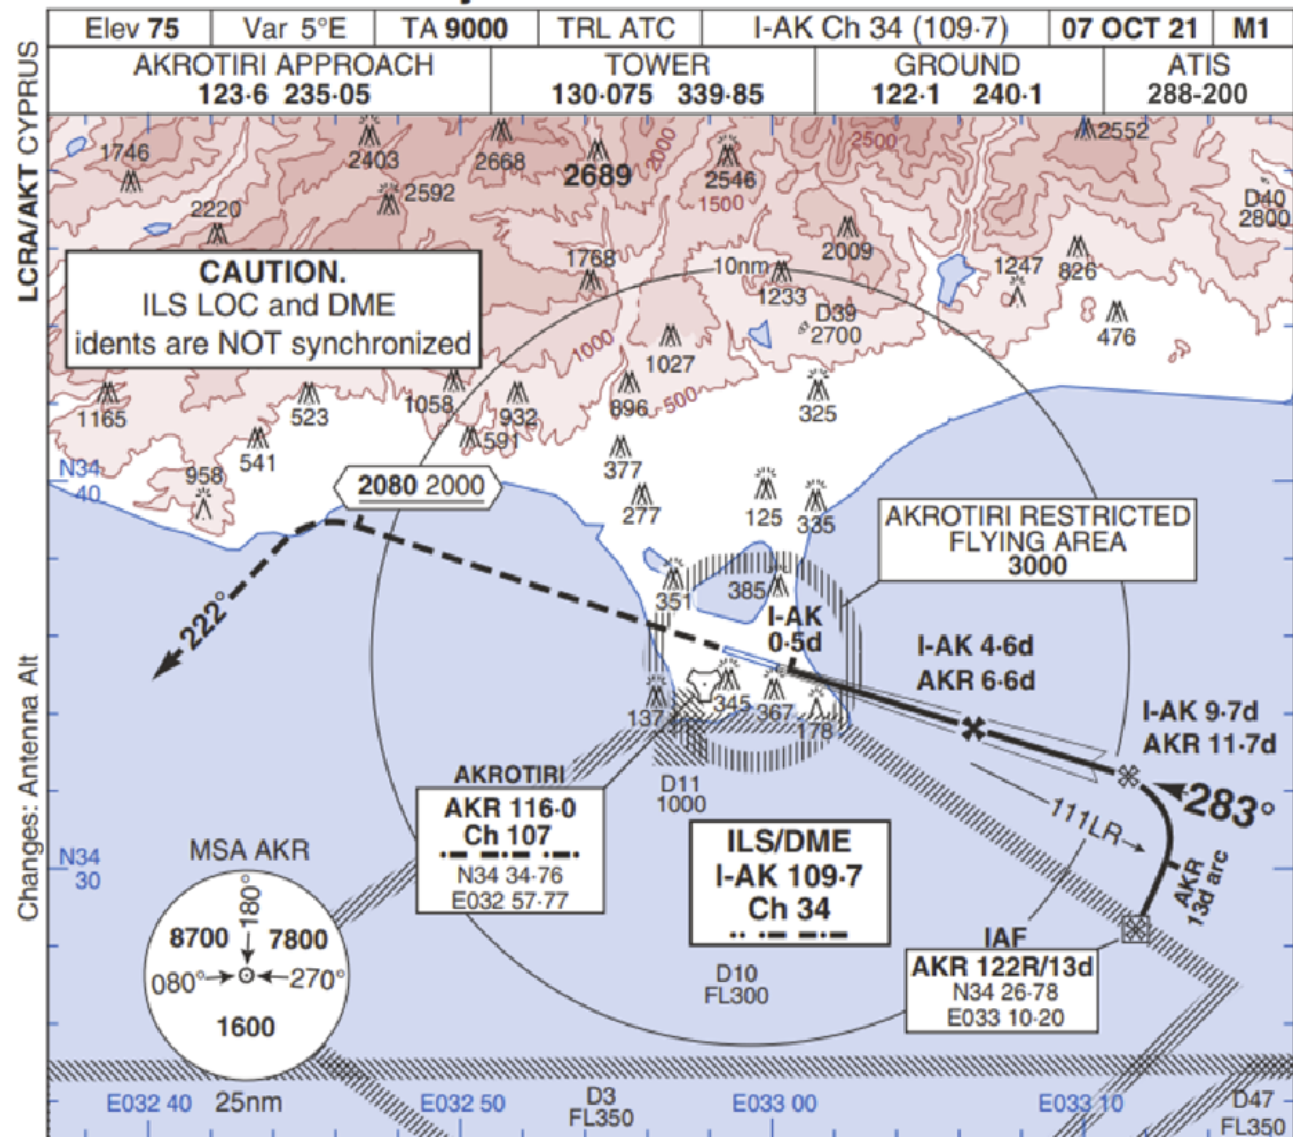 Elev 75 Var 5°E TA 9000 TRL ATC I-AK Ch 34 (109·7) 07 OCT 21 M1
AKROTIRI APPROACH TOWER GROUND ATIS
123·6 235·05 130·075 339·85 122·1 240·1 288-200
LCRA/AKT CYPRUS
Changes: Antenna Alt
1746
2403
2668
2689
2000
2546
2500
2552
2592
1500
D40
2800
2220
2009
CAUTION.
ILS LOC and DME
idents are NOT synchronized
1768
10nm
1233
1247
826
D39
2700
476
1000
1027
1165
523
1058
932
896
500
325
591
541
377
N34
40
958
2080 2000
277
125
335
AKROTIRI RESTRICTED
FLYING AREA
3000
351
385
I-AK
0·5d
222°
I-AK 4·6d
AKR 6·6d
137
345
367
178
I-AK 9·7d
AKR 11·7d
283°
AKROTIRI
AKR 116·0
Ch 107
N34 34·76
E032 57·77
D11
1000
111LR
ILS/DME
I-AK 109·7
Ch 34
AKR
13d arc
N34
30
MSA AKR
180°
8700 7800
080° 270°
1600
25nm
IAF
AKR 122R/13d
N34 26·78
E033 10·20
D10
FL300
E032 40
E032 50
D3
FL350
E033 00
E033 10
D47
FL350